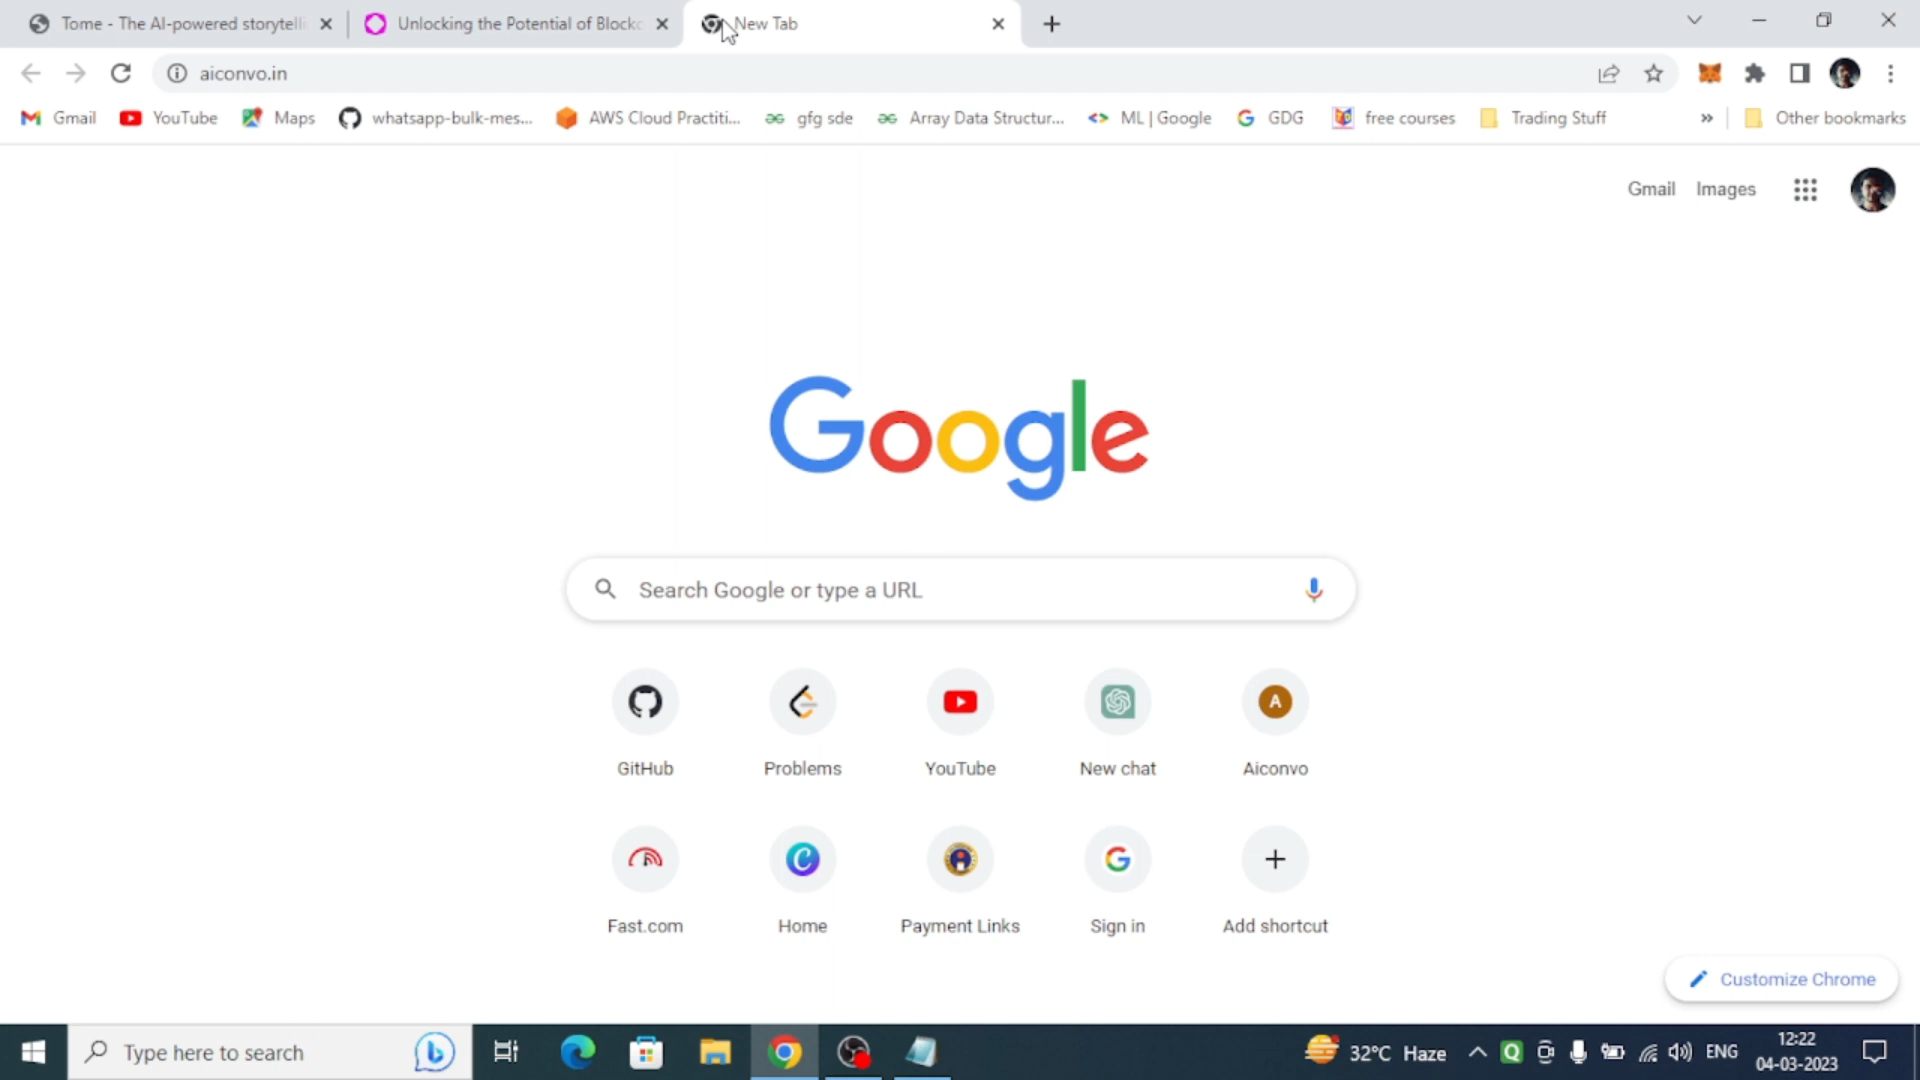 Tome - The AI-powered storytelli
Unlocking the Potential of Blockc
New Tab
aiconvo.in
Gmail
YouTube
Maps
whatsapp-bulk-mes...
AWS Cloud Practiti...
gfg sde
Array Data Structur...
ML | Google
GDG
free courses
Trading Stuff
Other bookmarks
Gmail
Images
Google
Search Google or type a URL
GitHub
Problems
YouTube
New chat
A
Aiconvo
Fast.com
Home
Payment Links
Sign in
Add shortcut
Customize Chrome
Type here to search
32°C Haze
ENG
12:22
04-03-2023